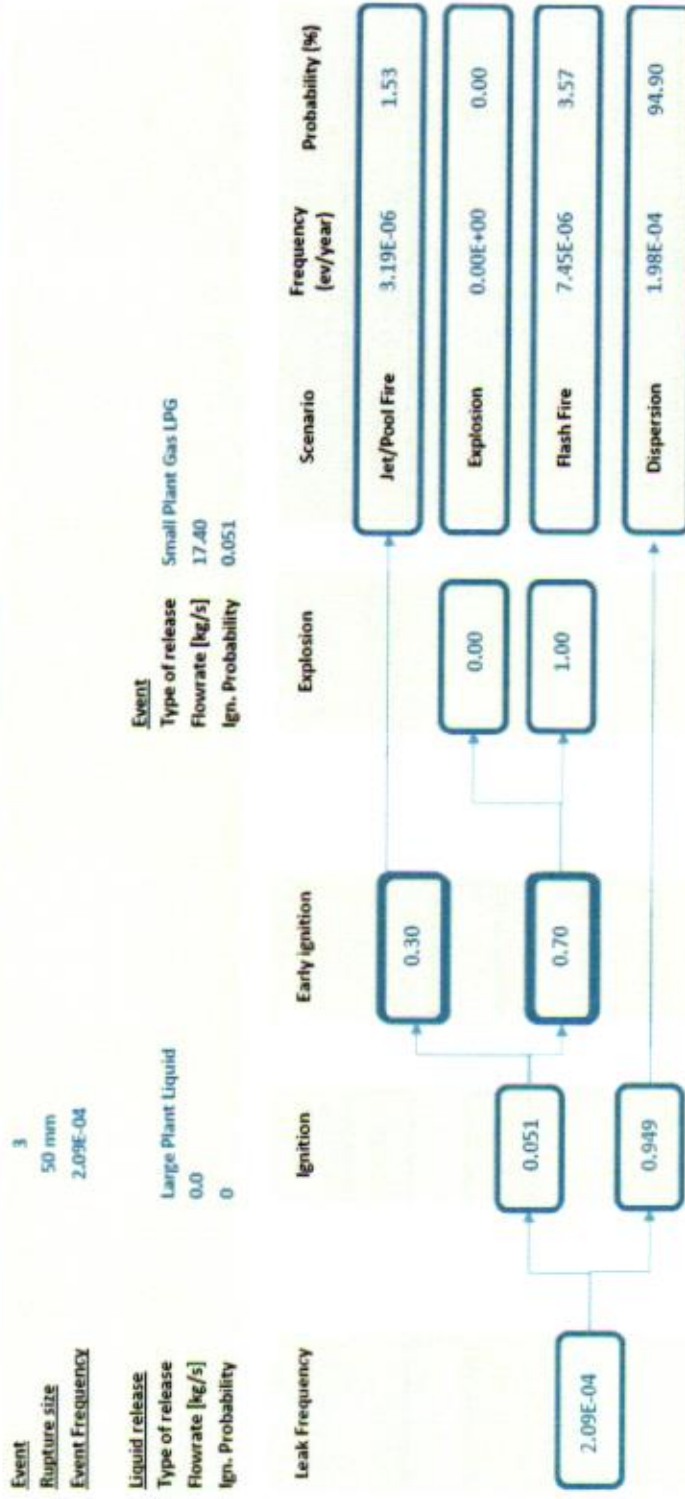 Event 3
Rupture size 50 mm
Event Frequency 2.09E-04
Liquid release
Type of release Large Plant Liquid
Flowrate [kg/s] 0.0
Ign. Probability 0
Event
Type of release Small Plant Gas LPG
Flowrate [kg/s] 17.40
Ign. Probability 0.051
Leak Frequency Ignition Early ignition Explosion Scenario Frequency (ev/year) Probability (%)
0.30 Jet/Pool Fire 3.19E-06 1.53
0.051 0.00 Explosion 0.00E+00 0.00
2.09E-04 0.70 1.00 Flash Fire 7.45E-06 3.57
0.949 Dispersion 1.98E-04 94.90